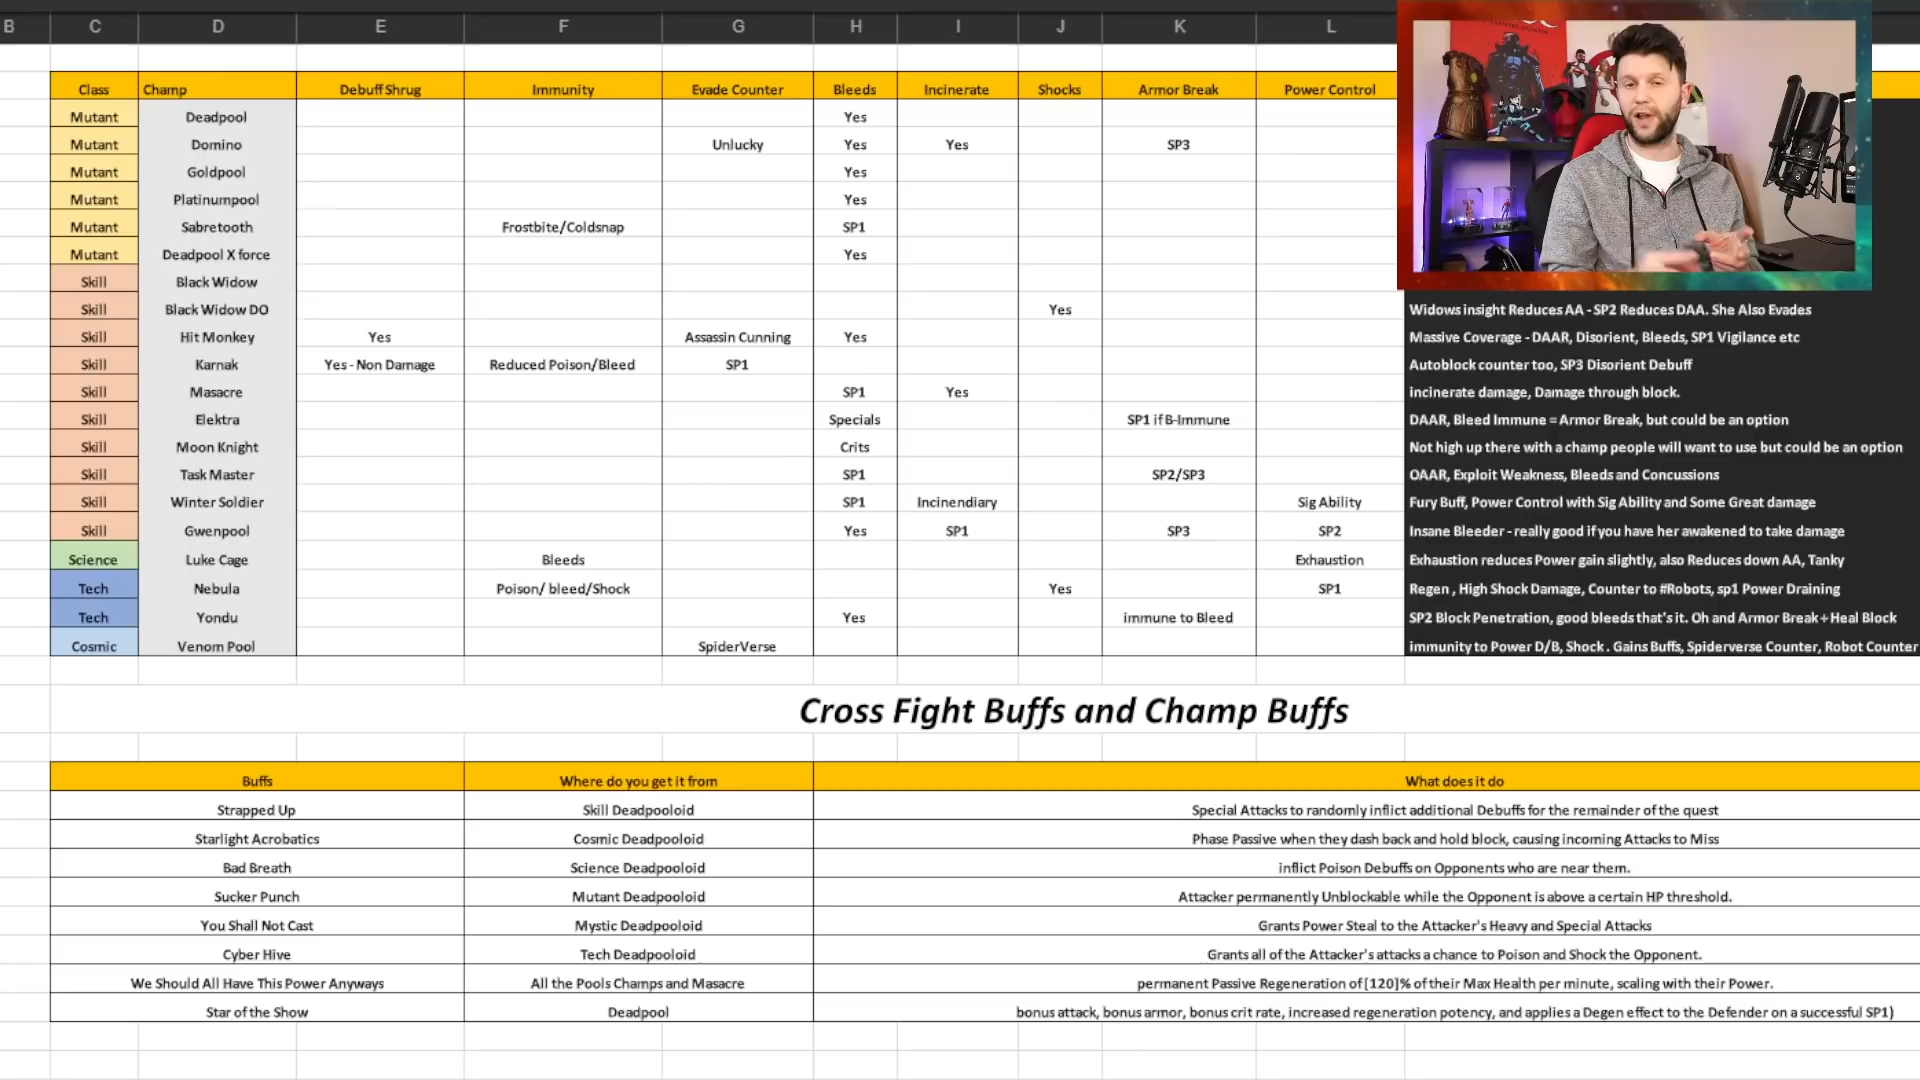 B C D E F G H I J K L
Class Champ Debuff Shrug Immunity Evade Counter Bleeds Incinerate Shocks Armor Break Power Control
Mutant Deadpool Yes
Mutant Domino Unlucky Yes Yes SP3
Mutant Goldpool Yes
Mutant Platinumpool Yes
Mutant Sabretooth Frostbite/Coldsnap SP1
Mutant Deadpool X force Yes
Skill Black Widow
Skill Black Widow DO Yes Widows insight Reduces AA - SP2 Reduces DAA. She Also Evades
Skill Hit Monkey Yes Assassin Cunning Yes Massive Coverage - DAAR, Disorient, Bleeds, SP1 Vigilance etc
Skill Karnak Yes - Non Damage Reduced Poison/Bleed SP1 Autoblock counter too, SP3 Disorient Debuff
Skill Masacre SP1 Yes incinerate damage, Damage through block.
Skill Elektra Specials SP1 if B-Immune DAAR, Bleed Immune = Armor Break, but could be an option
Skill Moon Knight Crits Not high up there with a champ people will want to use but could be an option
Skill Task Master SP1 SP2/SP3 OAAR, Exploit Weakness, Bleeds and Concussions
Skill Winter Soldier SP1 Incinendiary Sig Ability Fury Buff, Power Control with Sig Ability and Some Great damage
Skill Gwenpool Yes SP1 SP3 SP2 Insane Bleeder - really good if you have her awakened to take damage
Science Luke Cage Bleeds Exhaustion Exhaustion reduces Power gain slightly, also Reduces down AA, Tanky
Tech Nebula Poison/ bleed/Shock Yes SP1 Regen , High Shock Damage, Counter to #Robots, sp1 Power Draining
Tech Yondu Yes immune to Bleed SP2 Block Penetration, good bleeds that's it. Oh and Armor Break + Heal Block
Cosmic Venom Pool SpiderVerse immunity to Power D/B, Shock . Gains Buffs, Spiderverse Counter, Robot Counter
Cross Fight Buffs and Champ Buffs
Buffs Where do you get it from What does it do
Strapped Up Skill Deadpooloid Special Attacks to randomly inflict additional Debuffs for the remainder of the quest
Starlight Acrobatics Cosmic Deadpooloid Phase Passive when they dash back and hold block, causing incoming Attacks to Miss
Bad Breath Science Deadpooloid inflict Poison Debuffs on Opponents who are near them.
Sucker Punch Mutant Deadpooloid Attacker permanently Unblockable while the Opponent is above a certain HP threshold.
You Shall Not Cast Mystic Deadpooloid Grants Power Steal to the Attacker's Heavy and Special Attacks
Cyber Hive Tech Deadpooloid Grants all of the Attacker's attacks a chance to Poison and Shock the Opponent.
We Should All Have This Power Anyways All the Pools Champs and Masacre permanent Passive Regeneration of [120]% of their Max Health per minute, scaling with their Power.
Star of the Show Deadpool bonus attack, bonus armor, bonus crit rate, increased regeneration potency, and applies a Degen effect to the Defender on a successful SP1)